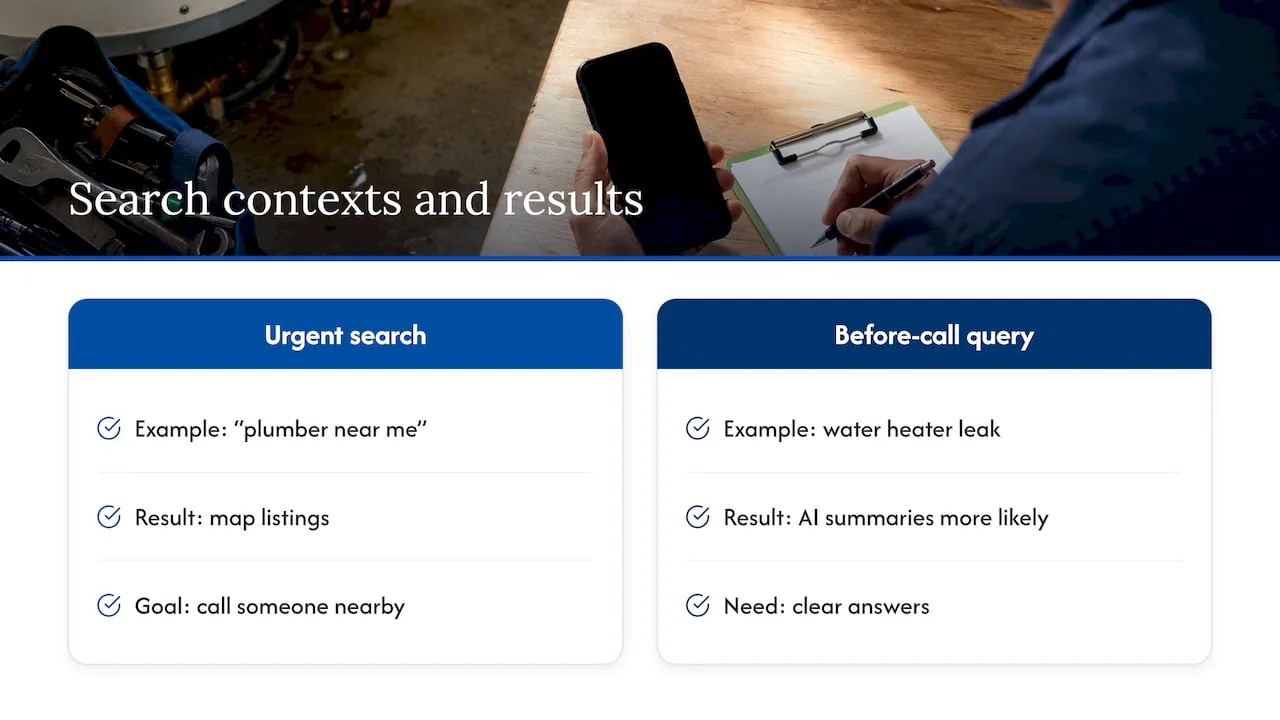 Search contexts and results
Urgent search
Example: “plumber near me”
Result: map listings
Goal: call someone nearby
Before-call query
Example: water heater leak
Result: AI summaries more likely
Need: clear answers